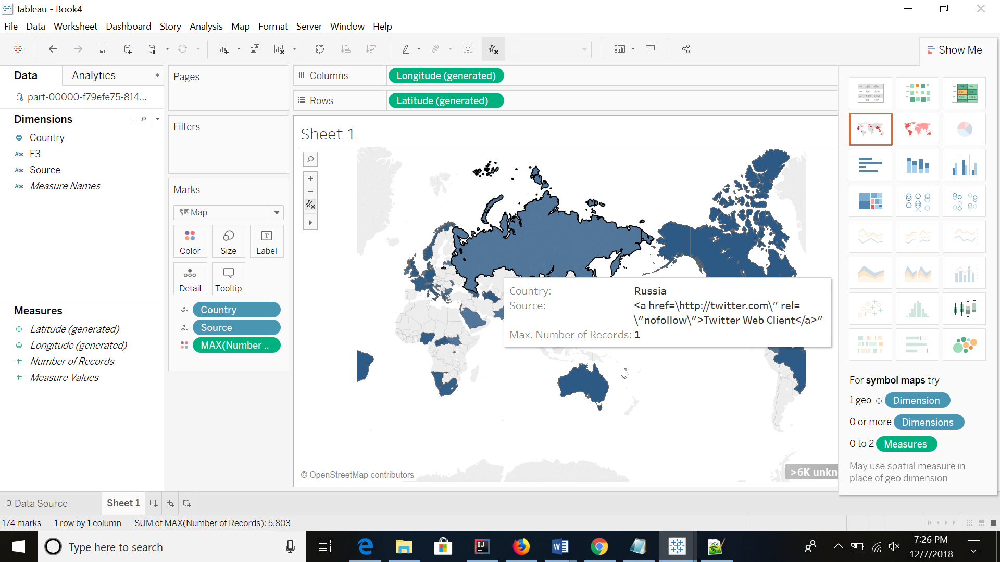 Tableau - Book4
File Data Worksheet Dashboard Story Analysis Map Format Server Window Help
Show Me
Data Analytics
part-00000-f79efe75-814...
Dimensions
Country
F3
Source
Measure Names
Abc
Abc
Abc
Measures
Latitude (generated)
Longitude (generated)
Number of Records
Measure Values
Pages
Filters
Marks
Map
Color Size Label
Detail Tooltip
Country
Source
MAX(Number ..
Columns Longitude (generated)
Rows Latitude (generated)
Sheet 1
Country: Russia
Source: <a href=\http://twitter.com\” rel=
\”nofollow\”>Twitter Web Client</a>”
Max. Number of Records: 1
© OpenStreetMap contributors
>6K unkn
For symbol maps try
1 geo Dimension
0 or more Dimensions
0 to 2 Measures
May use spatial measure in
place of geo dimension
Data Source Sheet 1
174 marks 1 row by 1 column SUM of MAX(Number of Records): 5,803
Type here to search
7:26 PM
12/7/2018